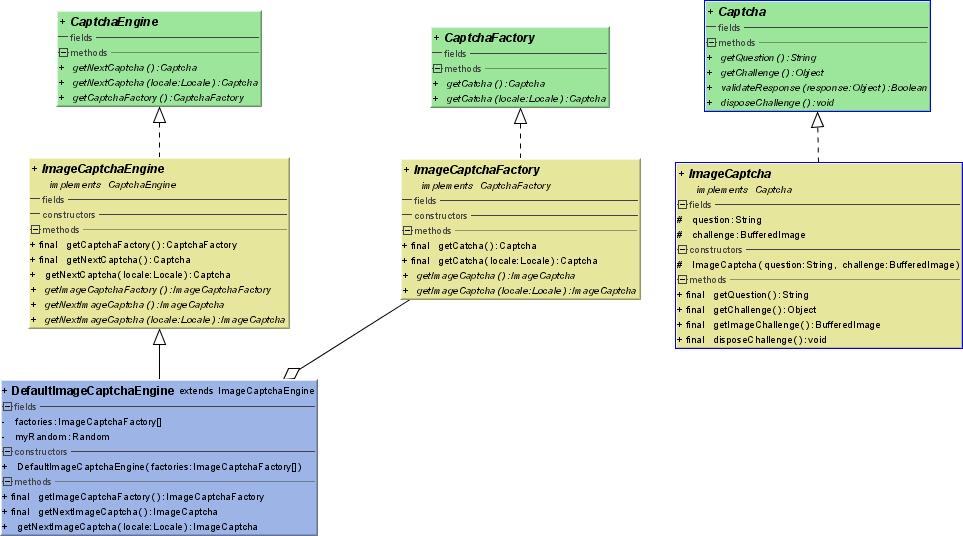 + CaptchaEngine
fields
methods
+ getNextCaptcha():Captcha
+ getNextCaptcha(locale:Locale):Captcha
+ getCaptchaFactory():CaptchaFactory
+ CaptchaFactory
fields
methods
+ getCatcha():Captcha
+ getCatcha(locale:Locale):Captcha
+ Captcha
fields
methods
+ getQuestion():String
+ getChallenge():Object
+ validateResponse(response:Object):Boolean
+ disposeChallenge():void
+ ImageCaptchaEngine
implements CaptchaEngine
fields
constructors
methods
+ final getCaptchaFactory():CaptchaFactory
+ final getNextCaptcha():Captcha
+ getNextCaptcha(locale:Locale):Captcha
+ getImageCaptchaFactory():ImageCaptchaFactory
+ getNextImageCaptcha():ImageCaptcha
+ getNextImageCaptcha(locale:Locale):ImageCaptcha
+ ImageCaptchaFactory
implements CaptchaFactory
fields
constructors
methods
+ final getCatcha():Captcha
+ final getCatcha(locale:Locale):Captcha
+ getImageCaptcha():ImageCaptcha
+ getImageCaptcha(locale:Locale):ImageCaptcha
+ ImageCaptcha
implements Captcha
fields
# question:String
# challenge:BufferedImage
constructors
# ImageCaptcha(question:String, challenge:BufferedImage)
methods
+ final getQuestion():String
+ final getChallenge():Object
+ final getImageChallenge():BufferedImage
+ final disposeChallenge():void
+ DefaultImageCaptchaEngine extends ImageCaptchaEngine
fields
- factories:ImageCaptchaFactory[]
- myRandom:Random
constructors
+ DefaultImageCaptchaEngine(factories:ImageCaptchaFactory[])
methods
+ final getImageCaptchaFactory():ImageCaptchaFactory
+ final getNextImageCaptcha():ImageCaptcha
+ getNextImageCaptcha(locale:Locale):ImageCaptcha